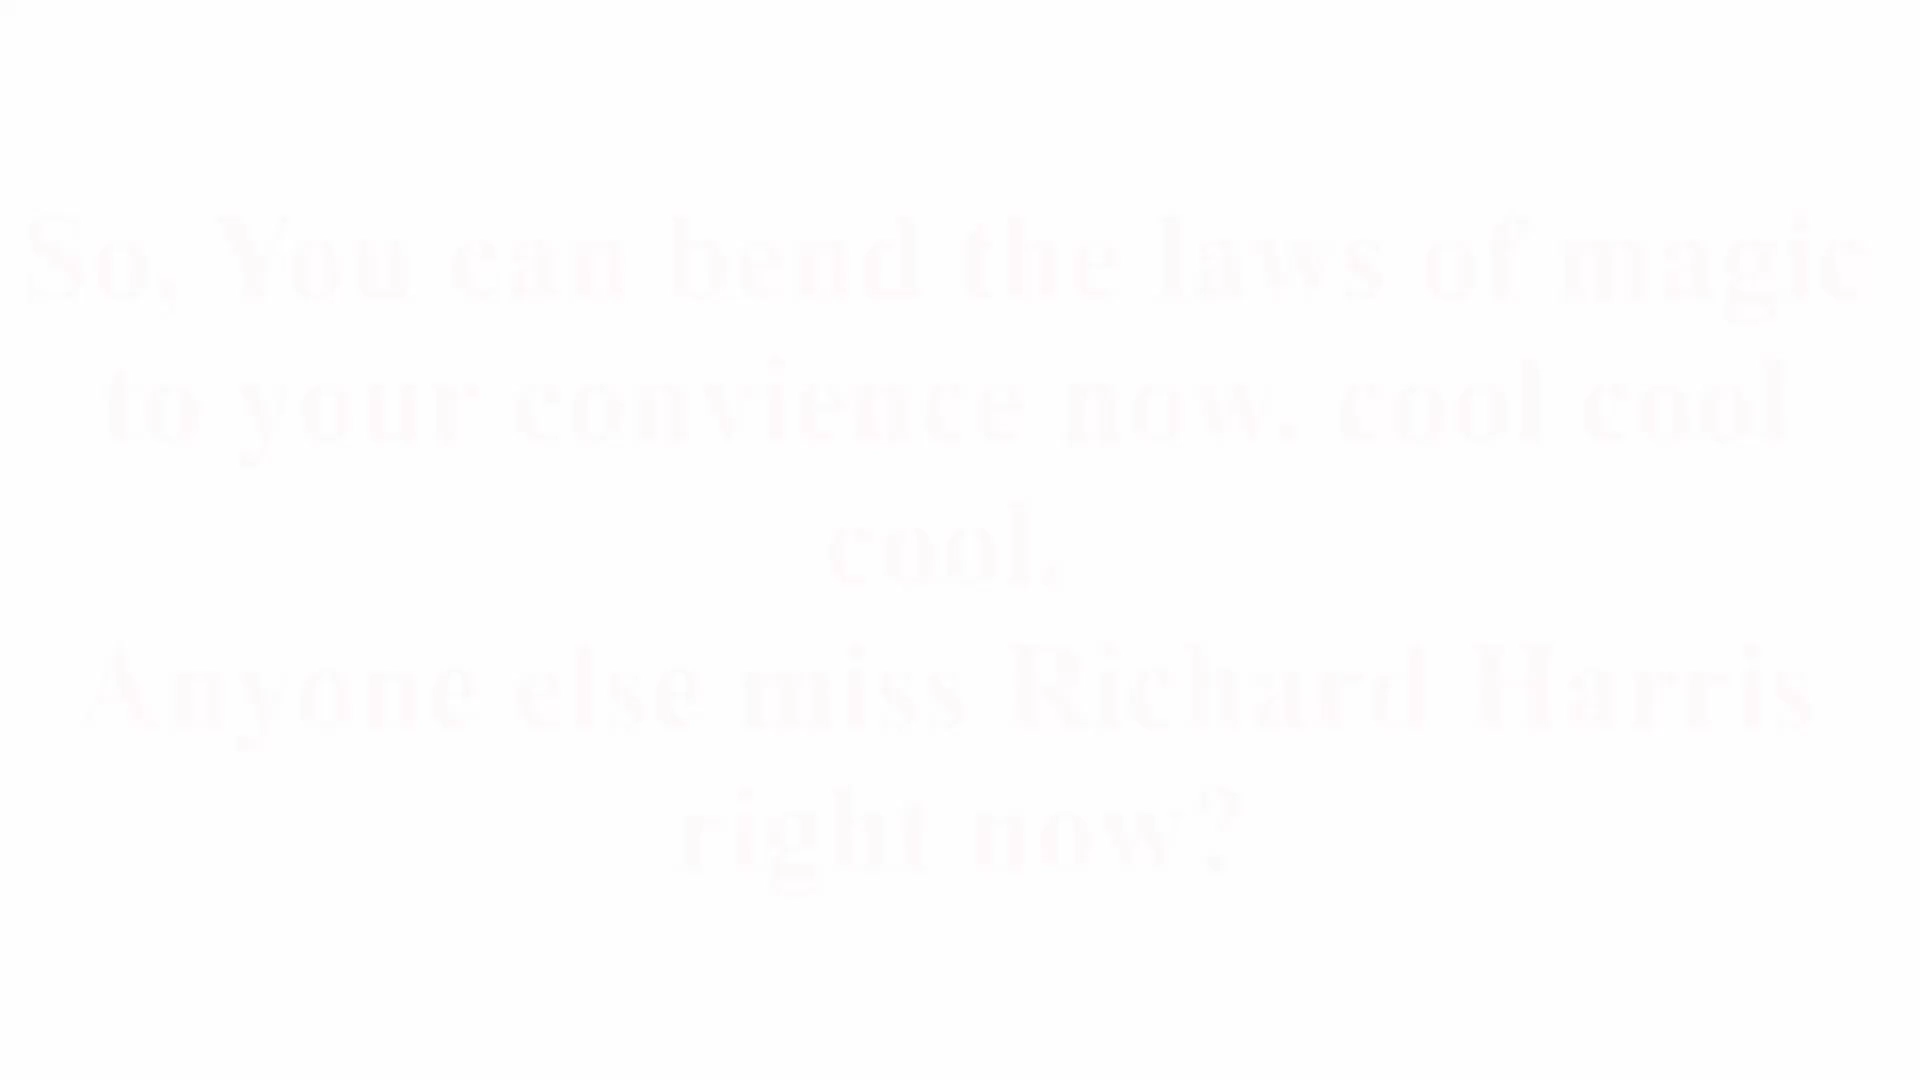 So, You can bend the laws of magic
to your convience now. cool cool
cool.
Anyone else miss Richard Harris
right now?